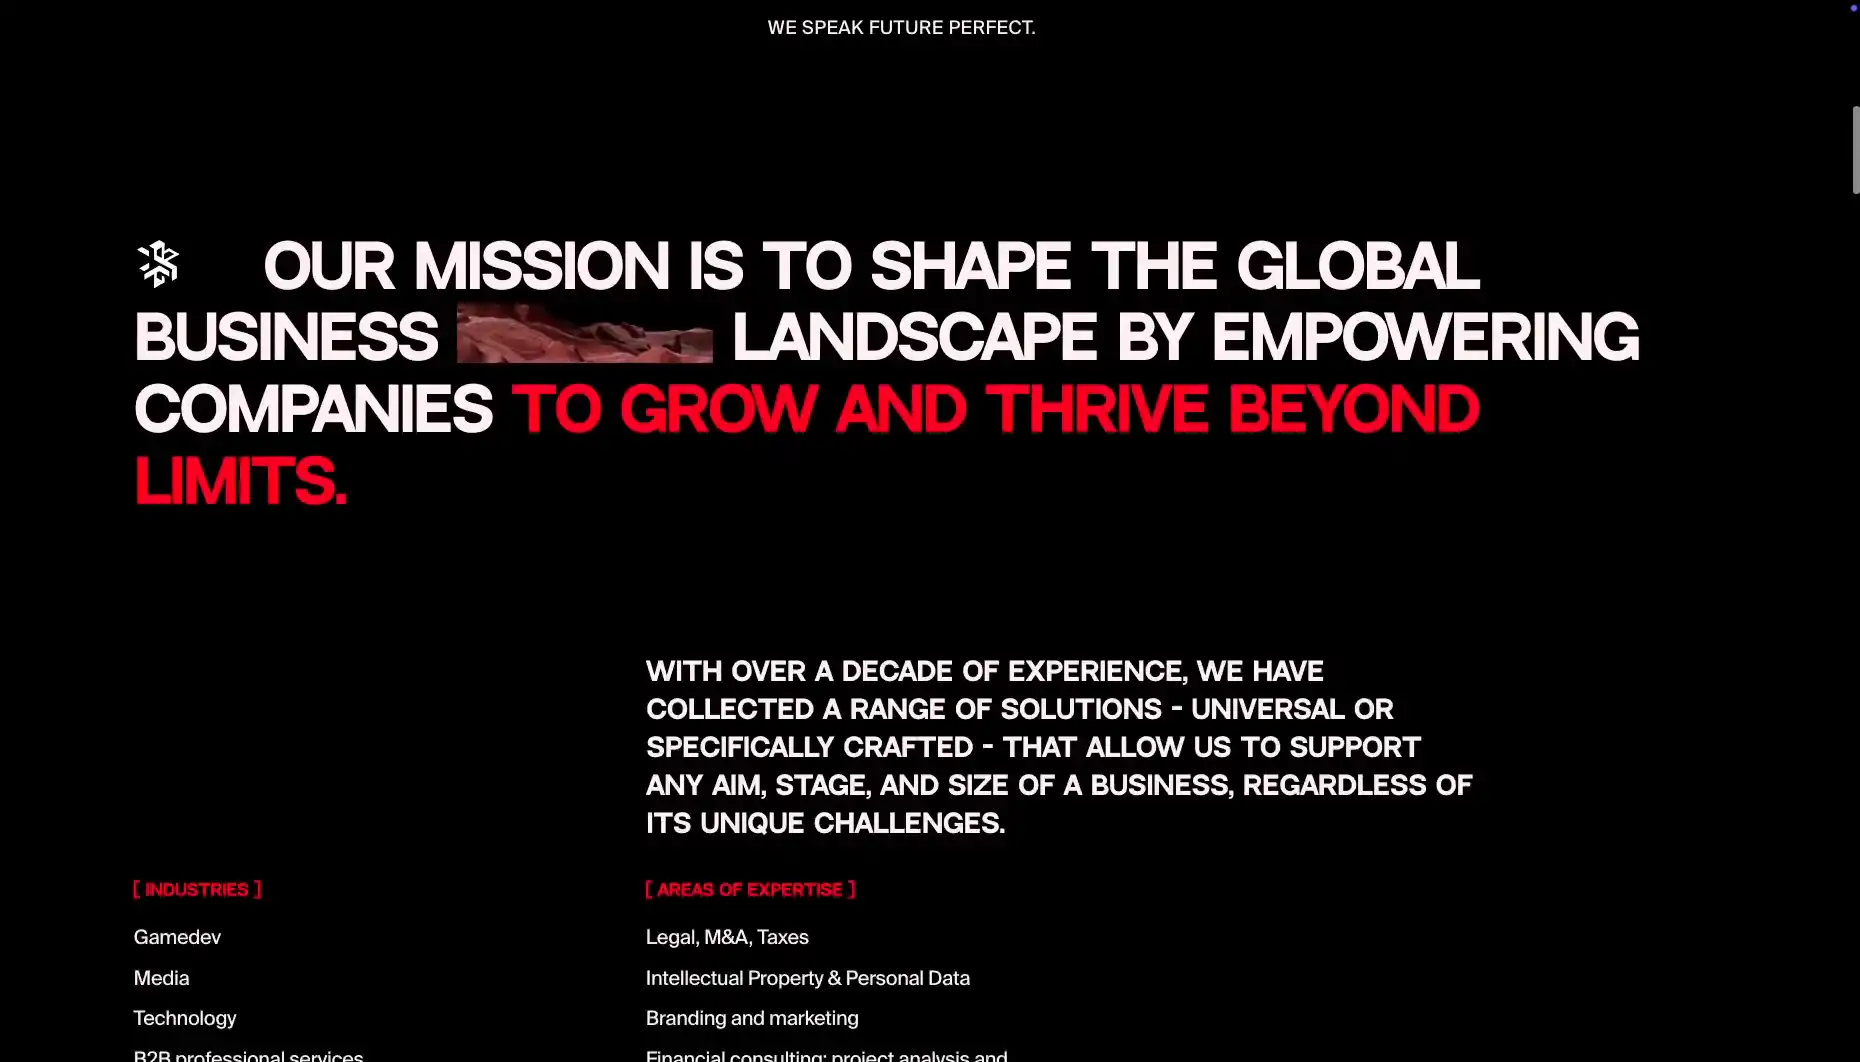 WE SPEAK FUTURE PERFECT.
OUR MISSION IS TO SHAPE THE GLOBAL
BUSINESS LANDSCAPE BY EMPOWERING
COMPANIES TO GROW AND THRIVE BEYOND
LIMITS.
WITH OVER A DECADE OF EXPERIENCE, WE HAVE
COLLECTED A RANGE OF SOLUTIONS - UNIVERSAL OR
SPECIFICALLY CRAFTED - THAT ALLOW US TO SUPPORT
ANY AIM, STAGE, AND SIZE OF A BUSINESS, REGARDLESS OF
ITS UNIQUE CHALLENGES.
[ INDUSTRIES ]
Gamedev
Media
Technology
B2B professional services
[ AREAS OF EXPERTISE ]
Legal, M&A, Taxes
Intellectual Property & Personal Data
Branding and marketing
Financial consulting: project analysis and